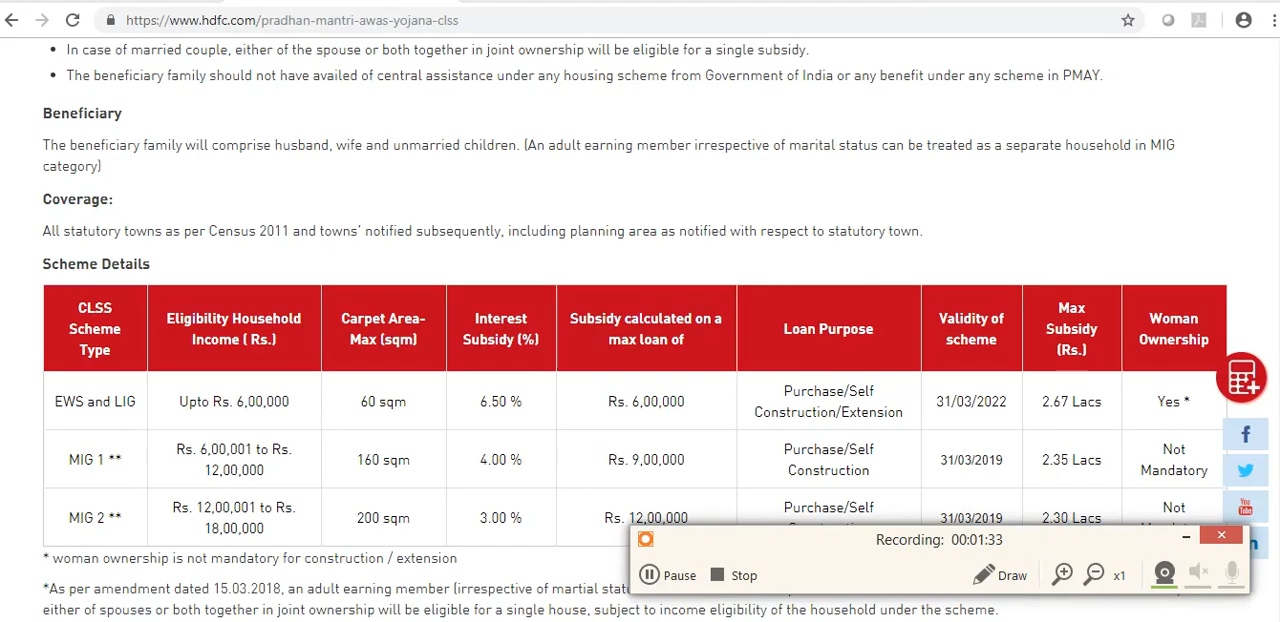 https://www.hdfc.com/pradhan-mantri-awas-yojana-clss
• In case of married couple, either of the spouse or both together in joint ownership will be eligible for a single subsidy.
• The beneficiary family should not have availed of central assistance under any housing scheme from Government of India or any benefit under any scheme in PMAY.
Beneficiary
The beneficiary family will comprise husband, wife and unmarried children. (An adult earning member irrespective of marital status can be treated as a separate household in MIG
category)
Coverage:
All statutory towns as per Census 2011 and towns' notified subsequently, including planning area as notified with respect to statutory town.
Scheme Details
CLSS Scheme Type
Eligibility Household Income ( Rs.)
Carpet Area- Max (sqm)
Interest Subsidy (%)
Subsidy calculated on a max loan of
Loan Purpose
Validity of scheme
Max Subsidy (Rs.)
Woman Ownership
EWS and LIG
Upto Rs. 6,00,000
60 sqm
6.50 %
Rs. 6,00,000
Purchase/Self Construction/Extension
31/03/2022
2.67 Lacs
Yes *
MIG 1 **
Rs. 6,00,001 to Rs. 12,00,000
160 sqm
4.00 %
Rs. 9,00,000
Purchase/Self Construction
31/03/2019
2.35 Lacs
Not Mandatory
MIG 2 **
Rs. 12,00,001 to Rs. 18,00,000
200 sqm
3.00 %
Rs. 12,00,000
Purchase/Self
31/03/2019
2.30 Lacs
Not
* woman ownership is not mandatory for construction / extension
*As per amendment dated 15.03.2018, an adult earning member (irrespective of martial
either of spouses or both together in joint ownership will be eligible for a single house, subject to income eligibility of the household under the scheme.
Recording: 00:01:33
Pause
Stop
Draw
x1
You
Tube